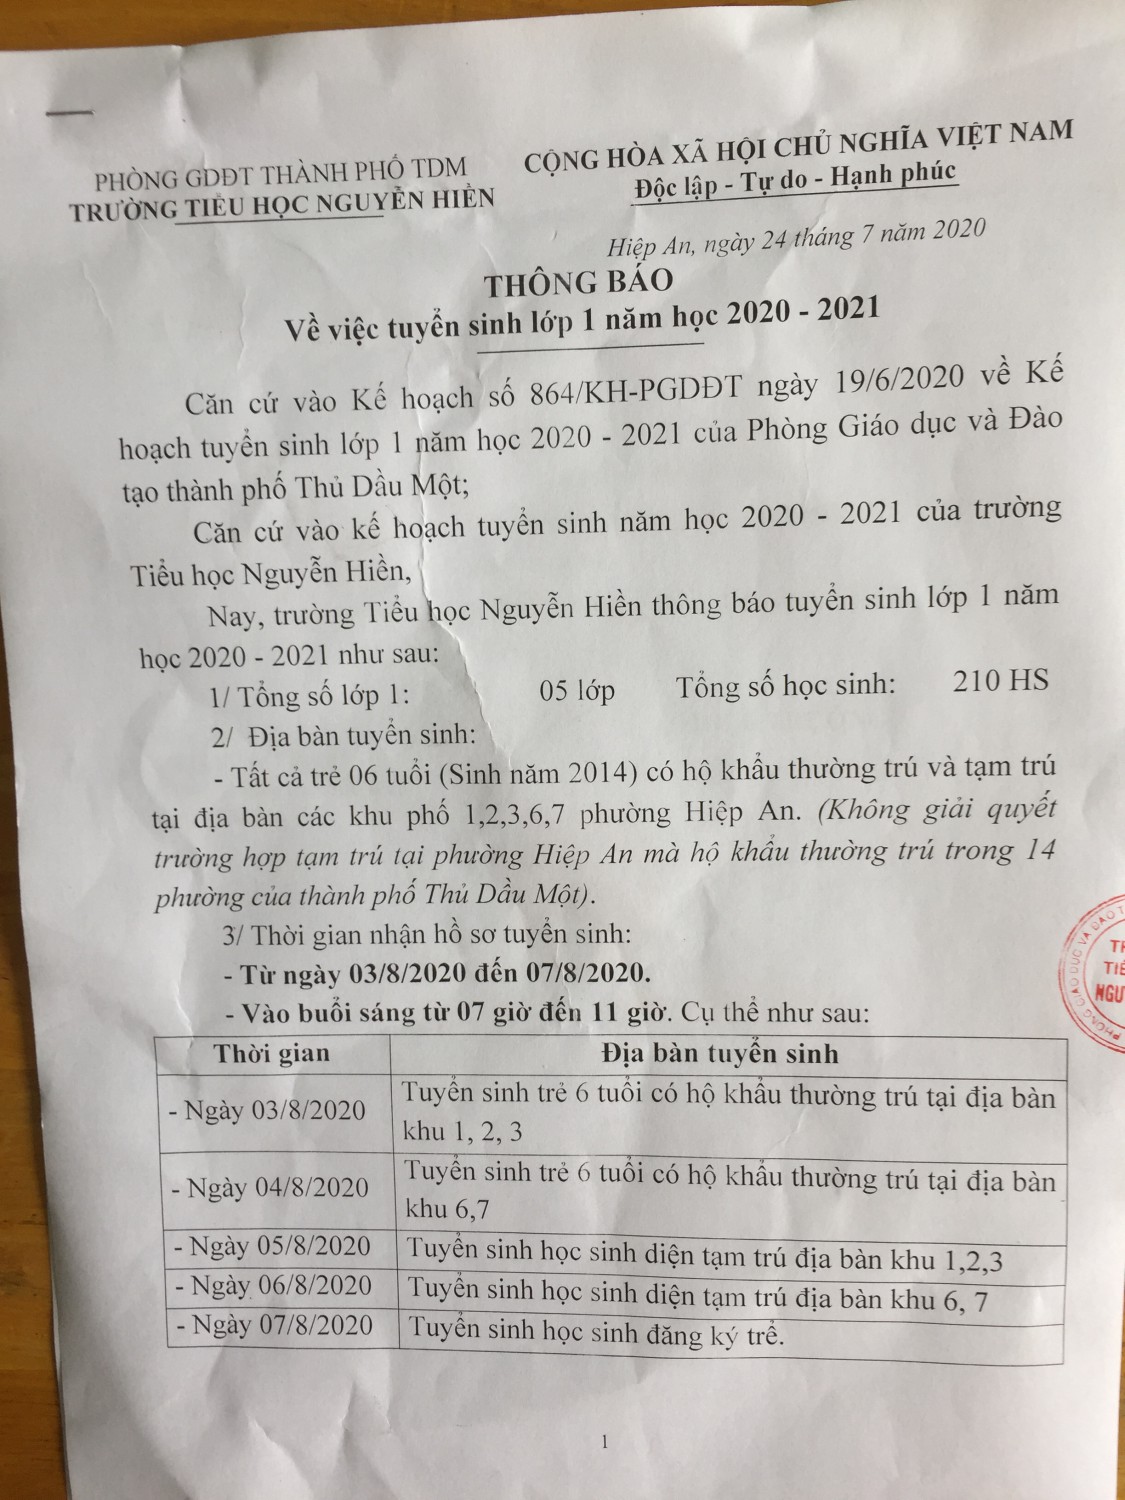 PHÒNG GDĐT THÀNH PHỐ TDM
TRƯỜNG TIỂU HỌC NGUYỄN HIỀN
CỘNG HÒA XÃ HỘI CHỦ NGHĨA VIỆT NAM
Độc lập - Tự do - Hạnh phúc
Hiệp An, ngày 24 tháng 7 năm 2020
THÔNG BÁO
Về việc tuyển sinh lớp 1 năm học 2020 - 2021
Căn cứ vào Kế hoạch số 864/KH-PGDĐT ngày 19/6/2020 về Kế
hoạch tuyển sinh lớp 1 năm học 2020 - 2021 của Phòng Giáo dục và Đào
tạo thành phố Thủ Dầu Một;
Căn cứ vào kế hoạch tuyển sinh năm học 2020 - 2021 của trường
Tiểu học Nguyễn Hiền,
Nay, trường Tiểu học Nguyễn Hiền thông báo tuyển sinh lớp 1 năm
học 2020 - 2021 như sau:
1/ Tổng số lớp 1: 05 lớp Tổng số học sinh: 210 HS
2/ Địa bàn tuyển sinh:
- Tất cả trẻ 06 tuổi (Sinh năm 2014) có hộ khẩu thường trú và tạm trú
tại địa bàn các khu phố 1,2,3,6,7 phường Hiệp An. (Không giải quyết
trường hợp tạm trú tại phường Hiệp An mà hộ khẩu thường trú trong 14
phường của thành phố Thủ Dầu Một).
3/ Thời gian nhận hồ sơ tuyển sinh:
- Từ ngày 03/8/2020 đến 07/8/2020.
- Vào buổi sáng từ 07 giờ đến 11 giờ. Cụ thể như sau:
Thời gian Địa bàn tuyển sinh
- Ngày 03/8/2020 Tuyển sinh trẻ 6 tuổi có hộ khẩu thường trú tại địa bàn
khu 1, 2, 3
- Ngày 04/8/2020 Tuyển sinh trẻ 6 tuổi có hộ khẩu thường trú tại địa bàn
khu 6,7
- Ngày 05/8/2020 Tuyển sinh học sinh diện tạm trú địa bàn khu 1,2,3
- Ngày 06/8/2020 Tuyển sinh học sinh diện tạm trú địa bàn khu 6, 7
- Ngày 07/8/2020 Tuyển sinh học sinh đăng ký trể.
1